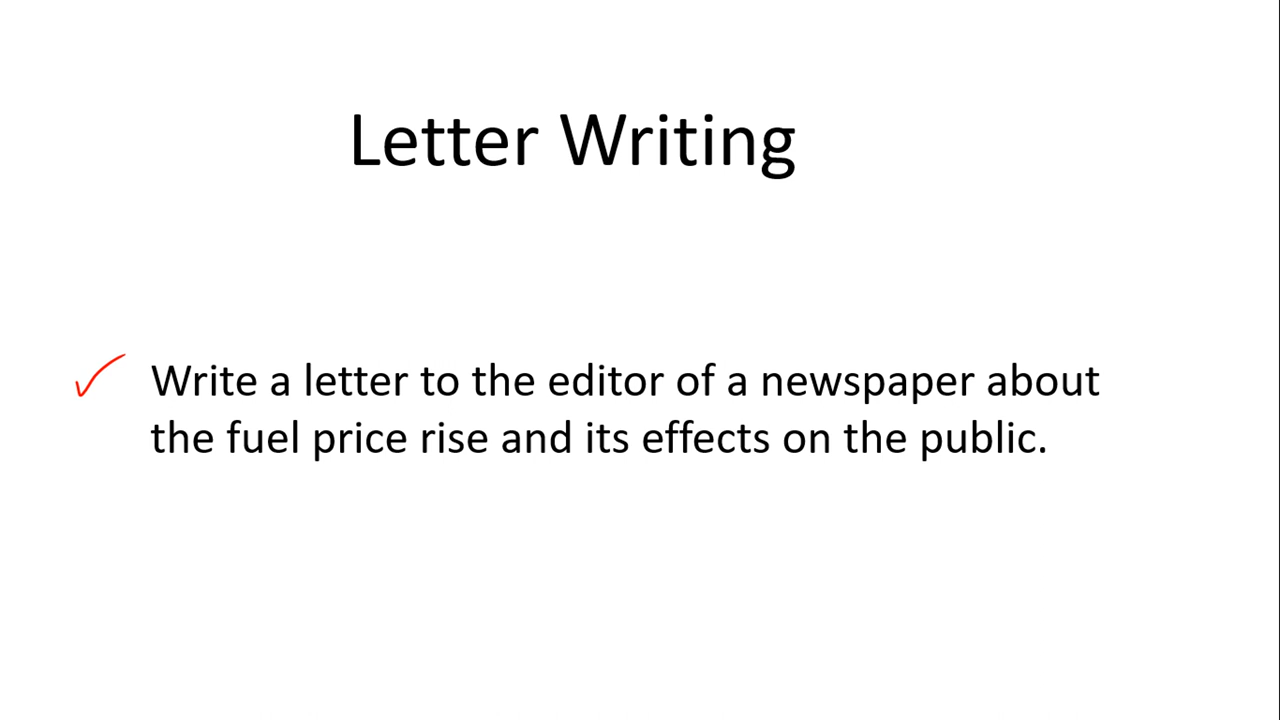 Letter Writing
Write a letter to the editor of a newspaper about
the fuel price rise and its effects on the public.